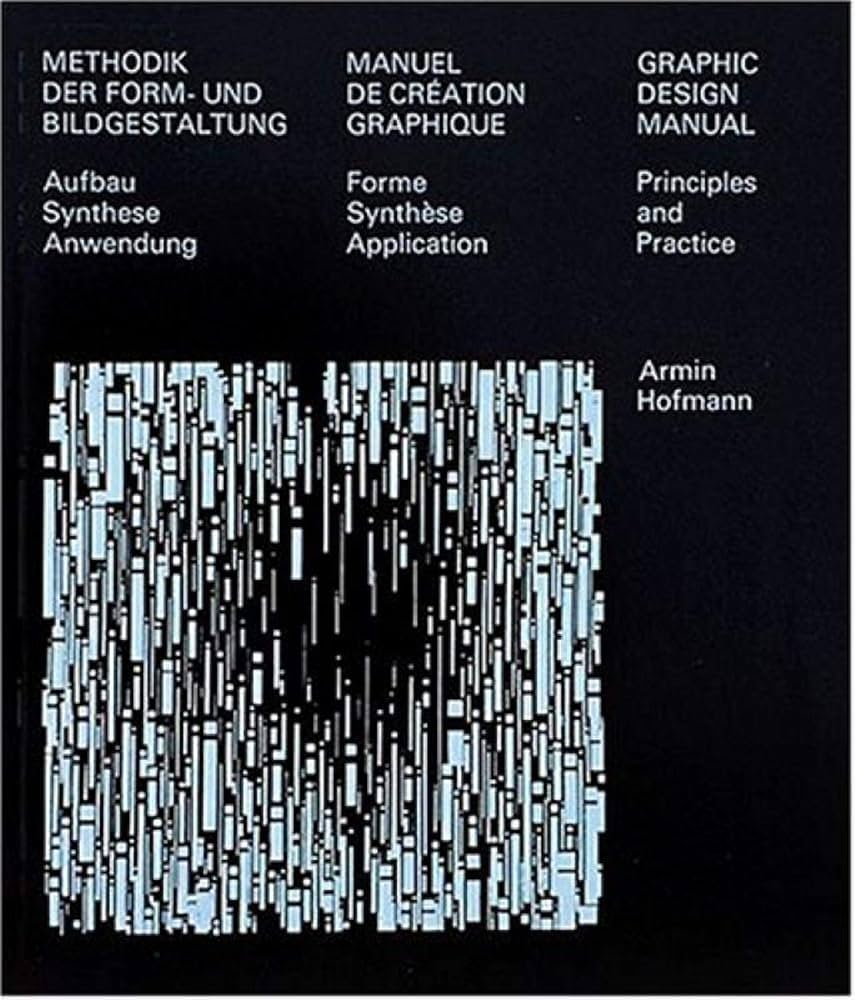 METHODIK
DER FORM- UND
BILDGESTALTUNG
Aufbau
Synthese
Anwendung
MANUEL
DE CRÉATION
GRAPHIQUE
Forme
Synthèse
Application
GRAPHIC
DESIGN
MANUAL
Principles
and
Practice
Armin
Hofmann